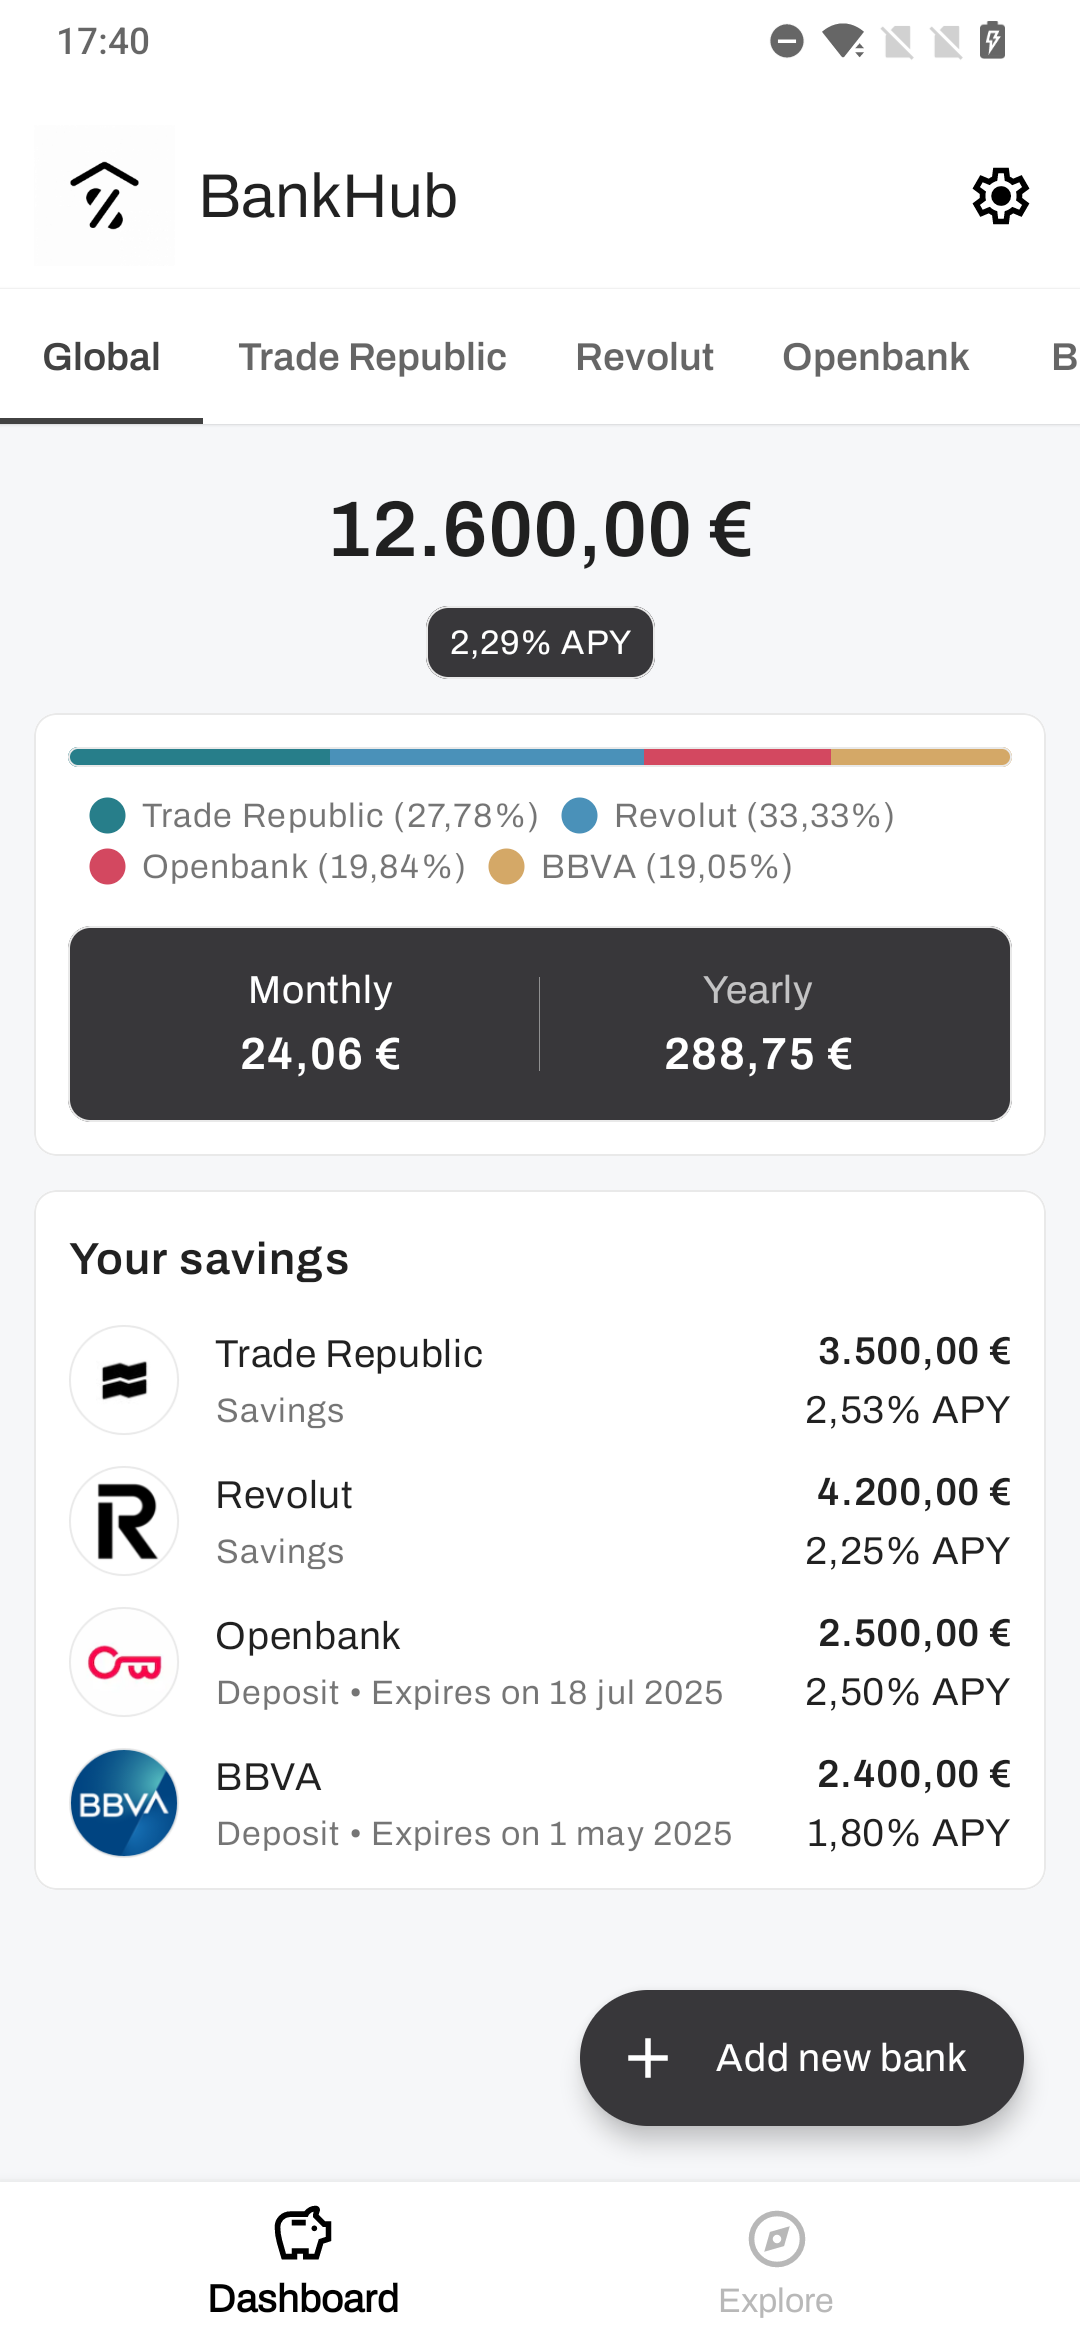 17:40
BankHub
Global Trade Republic Revolut Openbank B
12.600,00 €
2,29% APY
Trade Republic (27,78%) Revolut (33,33%)
Openbank (19,84%) BBVA (19,05%)
Monthly Yearly
24,06 € 288,75 €
Your savings
Trade Republic 3.500,00 €
Savings 2,53% APY
Revolut 4.200,00 €
Savings 2,25% APY
Openbank 2.500,00 €
Deposit • Expires on 18 jul 2025 2,50% APY
BBVA BBVA 2.400,00 €
Deposit • Expires on 1 may 2025 1,80% APY
Add new bank
Dashboard Explore